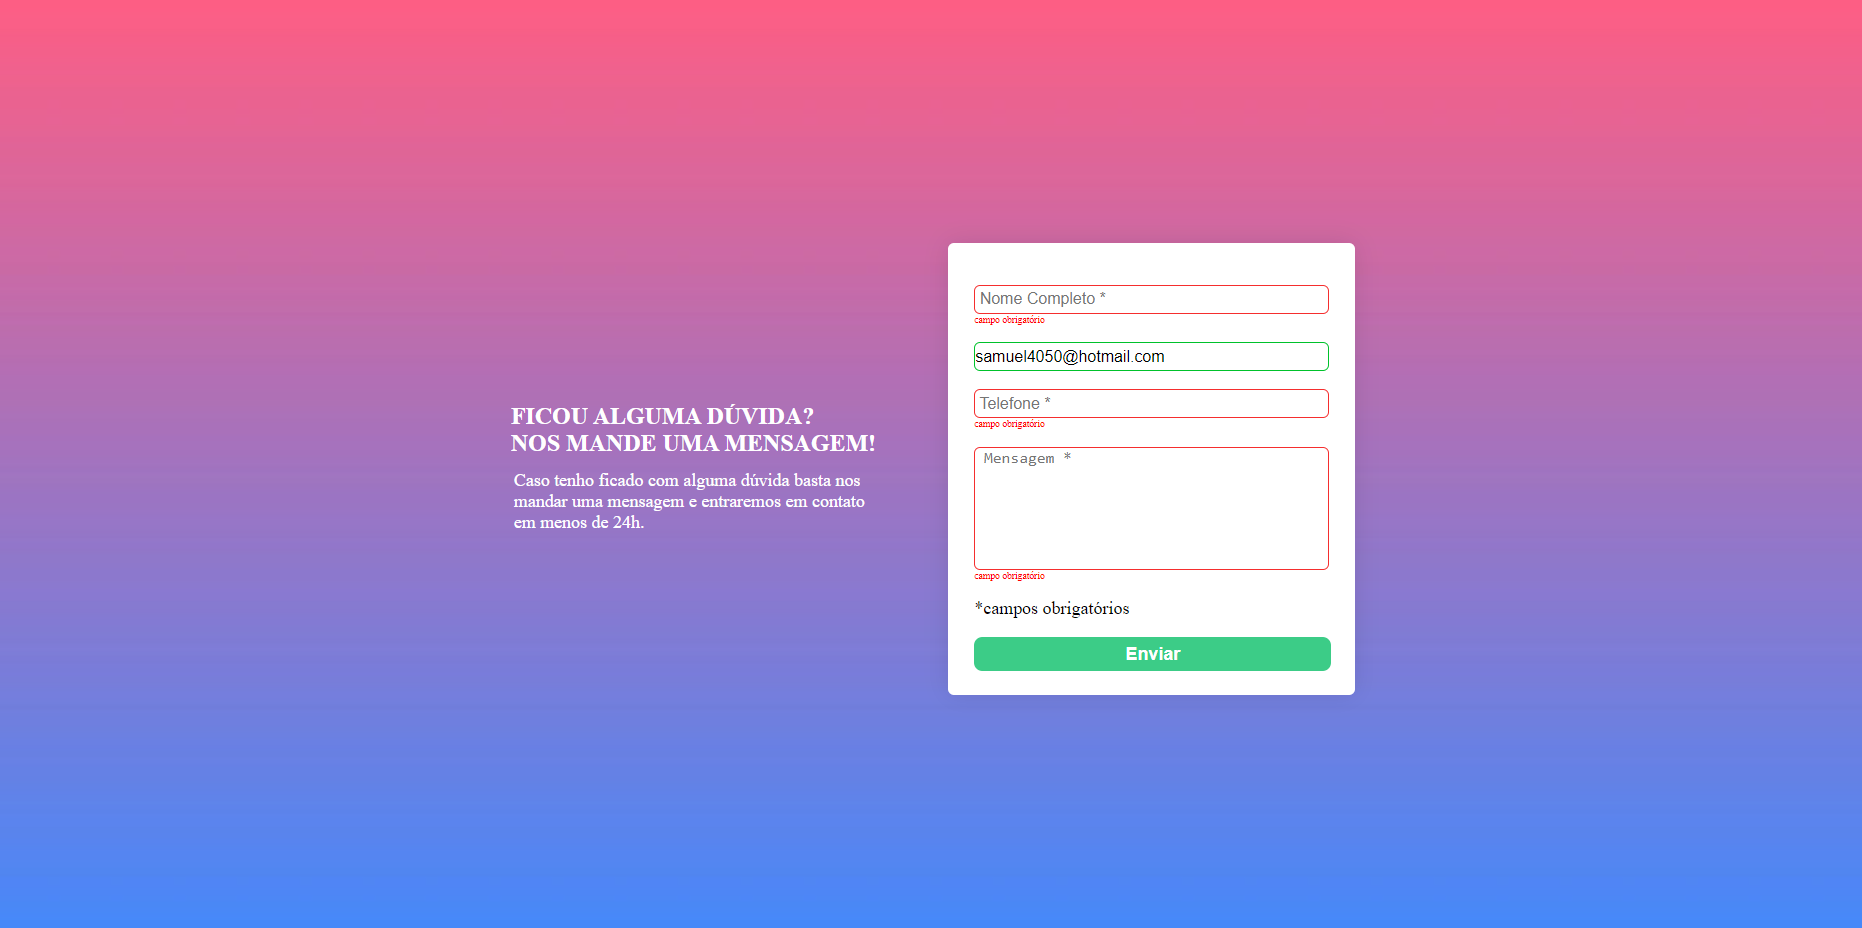 FICOU ALGUMA DÚVIDA?
NOS MANDE UMA MENSAGEM!
Caso tenho ficado com alguma dúvida basta nos
mandar uma mensagem e entraremos em contato
em menos de 24h.
Nome Completo *
campo obrigatório
samuel4050@hotmail.com
Telefone *
campo obrigatório
Mensagem *
campo obrigatório
*campos obrigatórios
Enviar